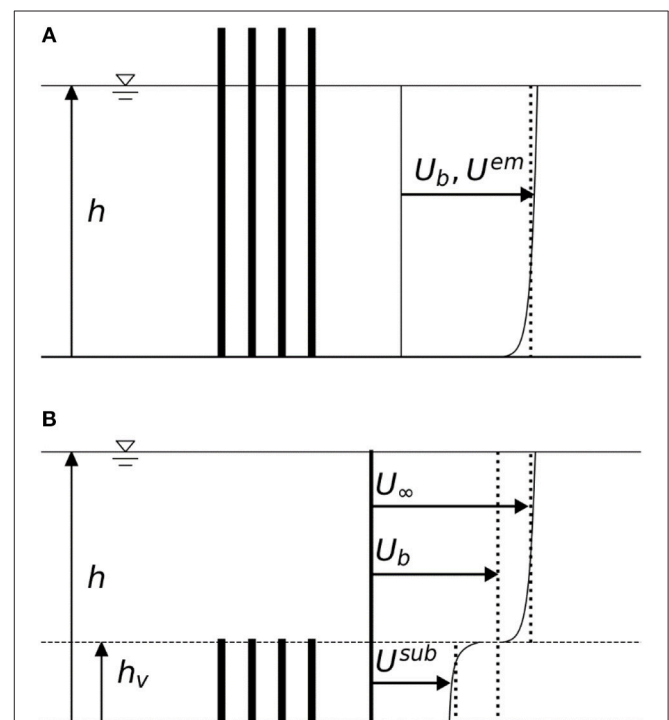 A
U_b, U^{em}
h
B
U_∞
U_b
h
U^{sub}
h_v